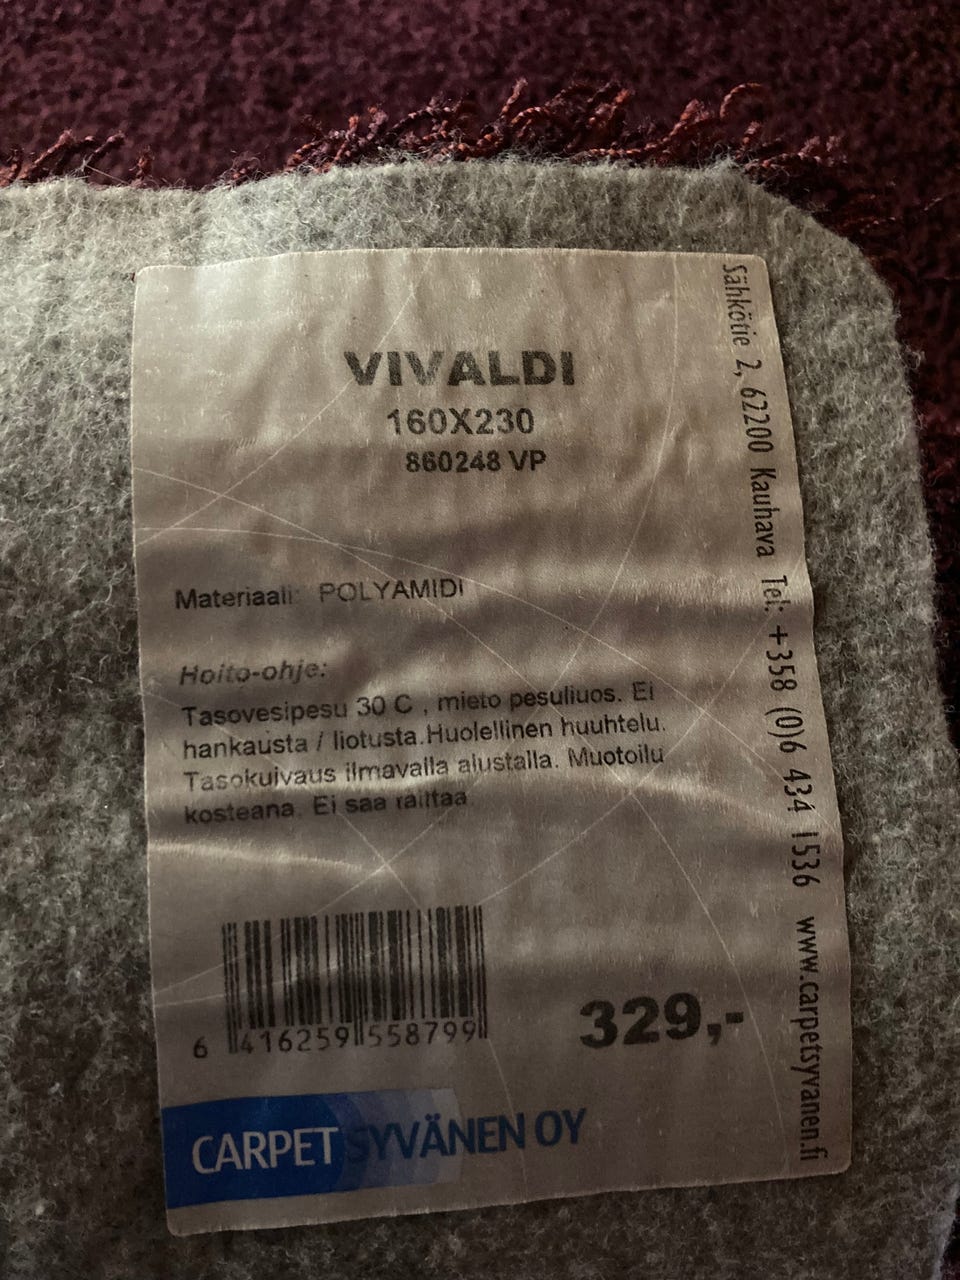 VIVALDI
160X230
860248 VP
Materiaali: POLYAMIDI
Hoito-ohje:
Tasovesipesu 30 C , mieto pesuliuos. Ei
hankausta / liotusta.Huolellinen huuhtelu.
Tasokuivaus ilmavalla alustalla. Muotoilu
kosteana. Ei saa raittaa
6 416259 558799
329,-
CARPET SYVÄNEN OY
Sähkötie 2, 62200 Kauhava Tel: +358 (0)6 434 1536 www.carpetsyvanen.fi